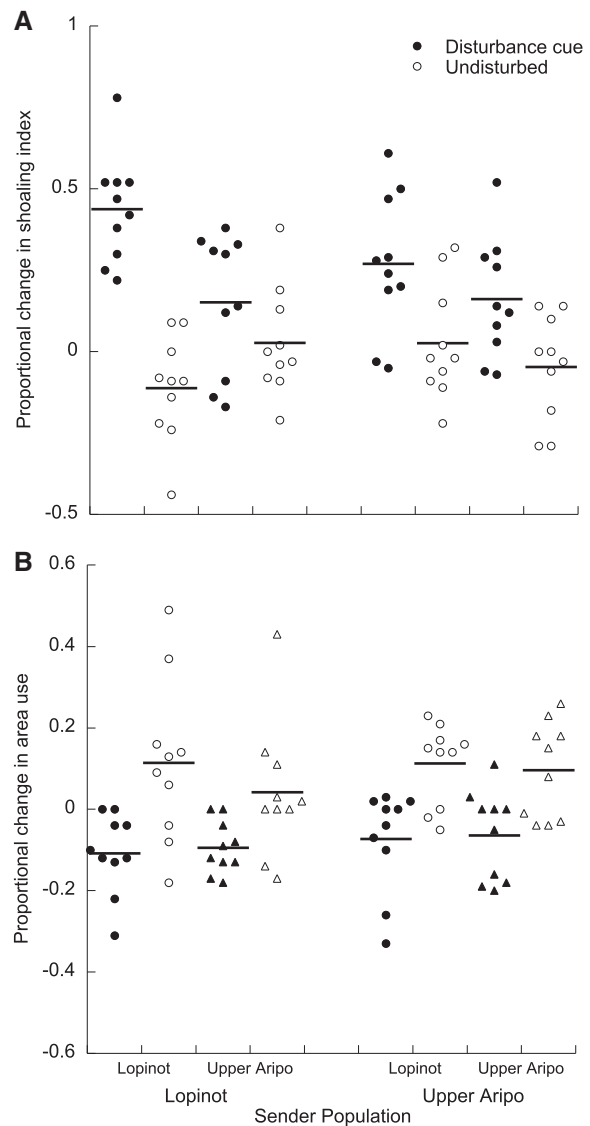 A
1
Disturbance cue
Undisturbed
0.5
0
-0.5
Proportional change in shoaling index
B
0.6
0.4
0.2
0
-0.2
-0.4
-0.6
Proportional change in area use
Lopinot Upper Aripo Lopinot Upper Aripo
Lopinot Upper Aripo
Sender Population